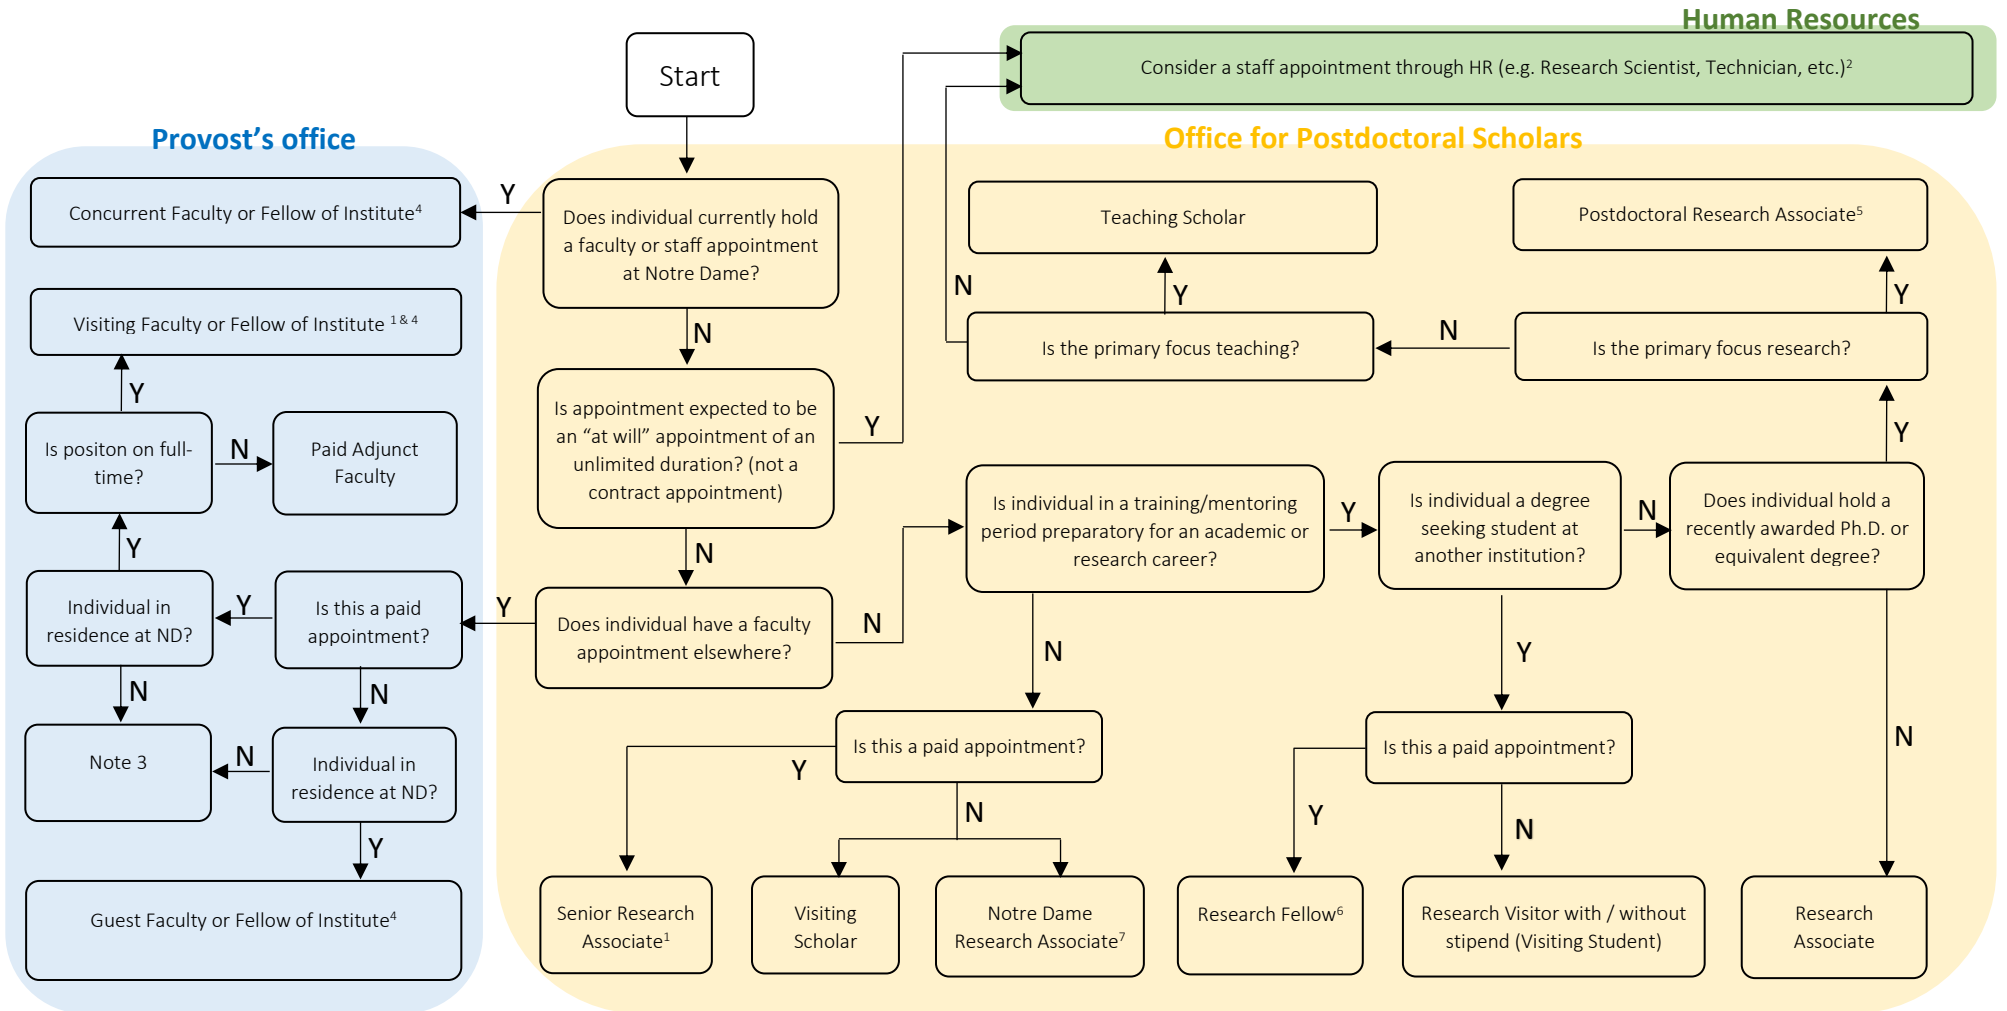 Human Resources
Start
Consider a staff appointment through HR (e.g. Research Scientist, Technician, etc.)2
Provost’s office
Office for Postdoctoral Scholars
Concurrent Faculty or Fellow of Institute4
Y
Does individual currently hold
a faculty or staff appointment
at Notre Dame?
Teaching Scholar
Postdoctoral Research Associate5
N
Y
Y
Visiting Faculty or Fellow of Institute 1 & 4
N
Is the primary focus teaching?
N
Is the primary focus research?
Y
Is appointment expected to be
an “at will” appointment of an
unlimited duration? (not a
contract appointment)
Y
Y
Is positon on full-
time?
N
Paid Adjunct
Faculty
Is individual in a training/mentoring
period preparatory for an academic or
research career?
Y
Is individual a degree
seeking student at
another institution?
N
Does individual hold a
recently awarded Ph.D. or
equivalent degree?
Y
N
Individual in
residence at ND?
Y
Is this a paid
appointment?
Y
Does individual have a faculty
appointment elsewhere?
N
N
Y
N
N
Note 3
N
Individual in
residence at ND?
Is this a paid appointment?
Y
Is this a paid appointment?
N
N
Y
N
Y
Guest Faculty or Fellow of Institute4
Senior Research
Associate1
Visiting
Scholar
Notre Dame
Research Associate7
Research Fellow6
Research Visitor with / without
stipend (Visiting Student)
Research
Associate